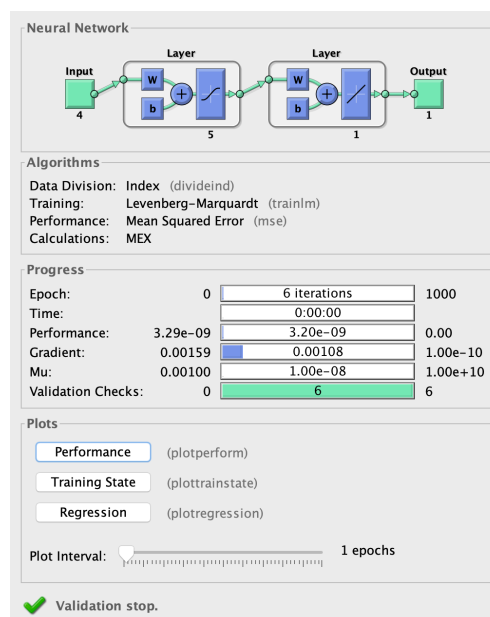 Neural Network
Layer Layer
Input Output
W W
+ +
b b
4 1
5 1
Algorithms
Data Division: Index (divideind)
Training: Levenberg-Marquardt (trainlm)
Performance: Mean Squared Error (mse)
Calculations: MEX
Progress
Epoch: 0 6 iterations 1000
Time: 0:00:00
Performance: 3.29e-09 3.20e-09 0.00
Gradient: 0.00159 0.00108 1.00e-10
Mu: 0.00100 1.00e-08 1.00e+10
Validation Checks: 0 6 6
Plots
Performance (plotperform)
Training State (plottrainstate)
Regression (plotregression)
Plot Interval: 1 epochs
Validation stop.